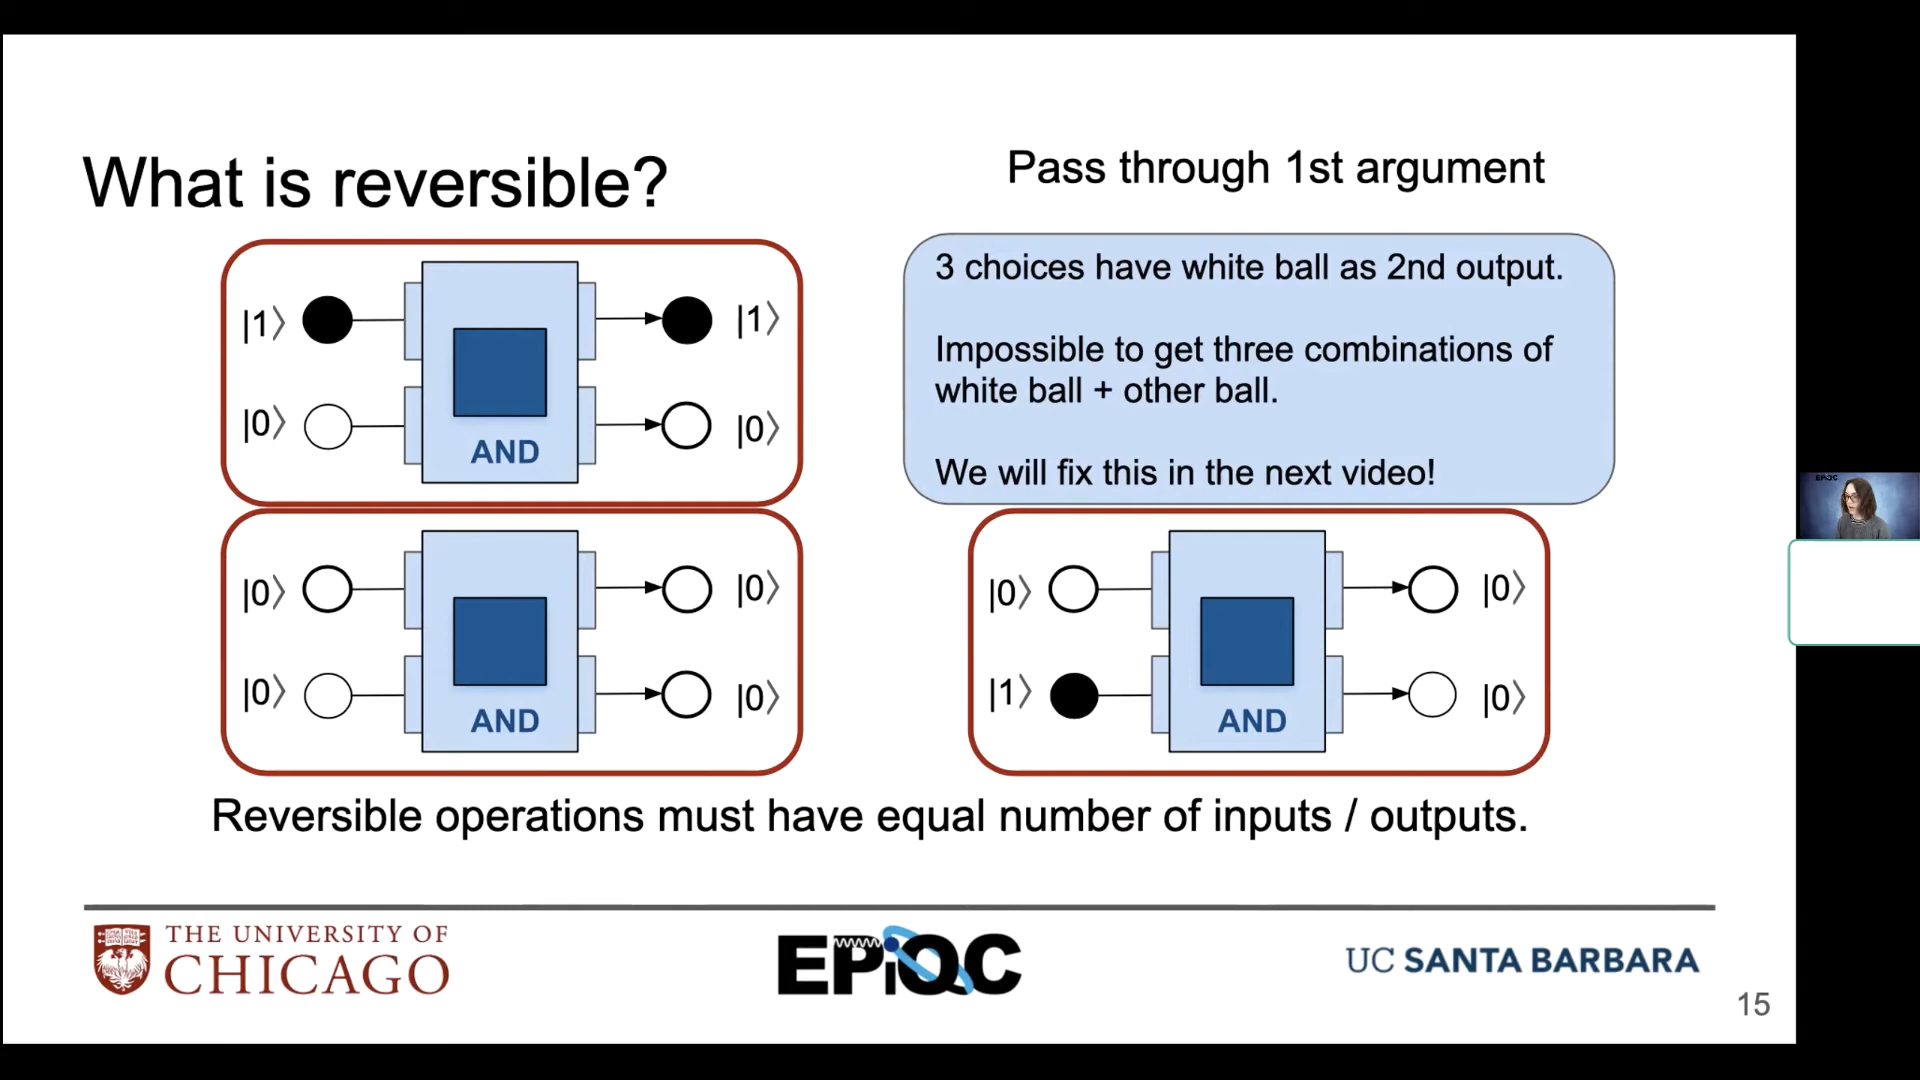 What is reversible?
Pass through 1st argument
|1⟩ |1⟩
|0⟩ |0⟩
AND
3 choices have white ball as 2nd output.
Impossible to get three combinations of
white ball + other ball.
We will fix this in the next video!
|0⟩ |0⟩
|0⟩ |0⟩
AND
|0⟩ |0⟩
|1⟩ |0⟩
AND
Reversible operations must have equal number of inputs / outputs.
THE UNIVERSITY OF
CHICAGO
EPiQC
UC SANTA BARBARA
15
EPiQC